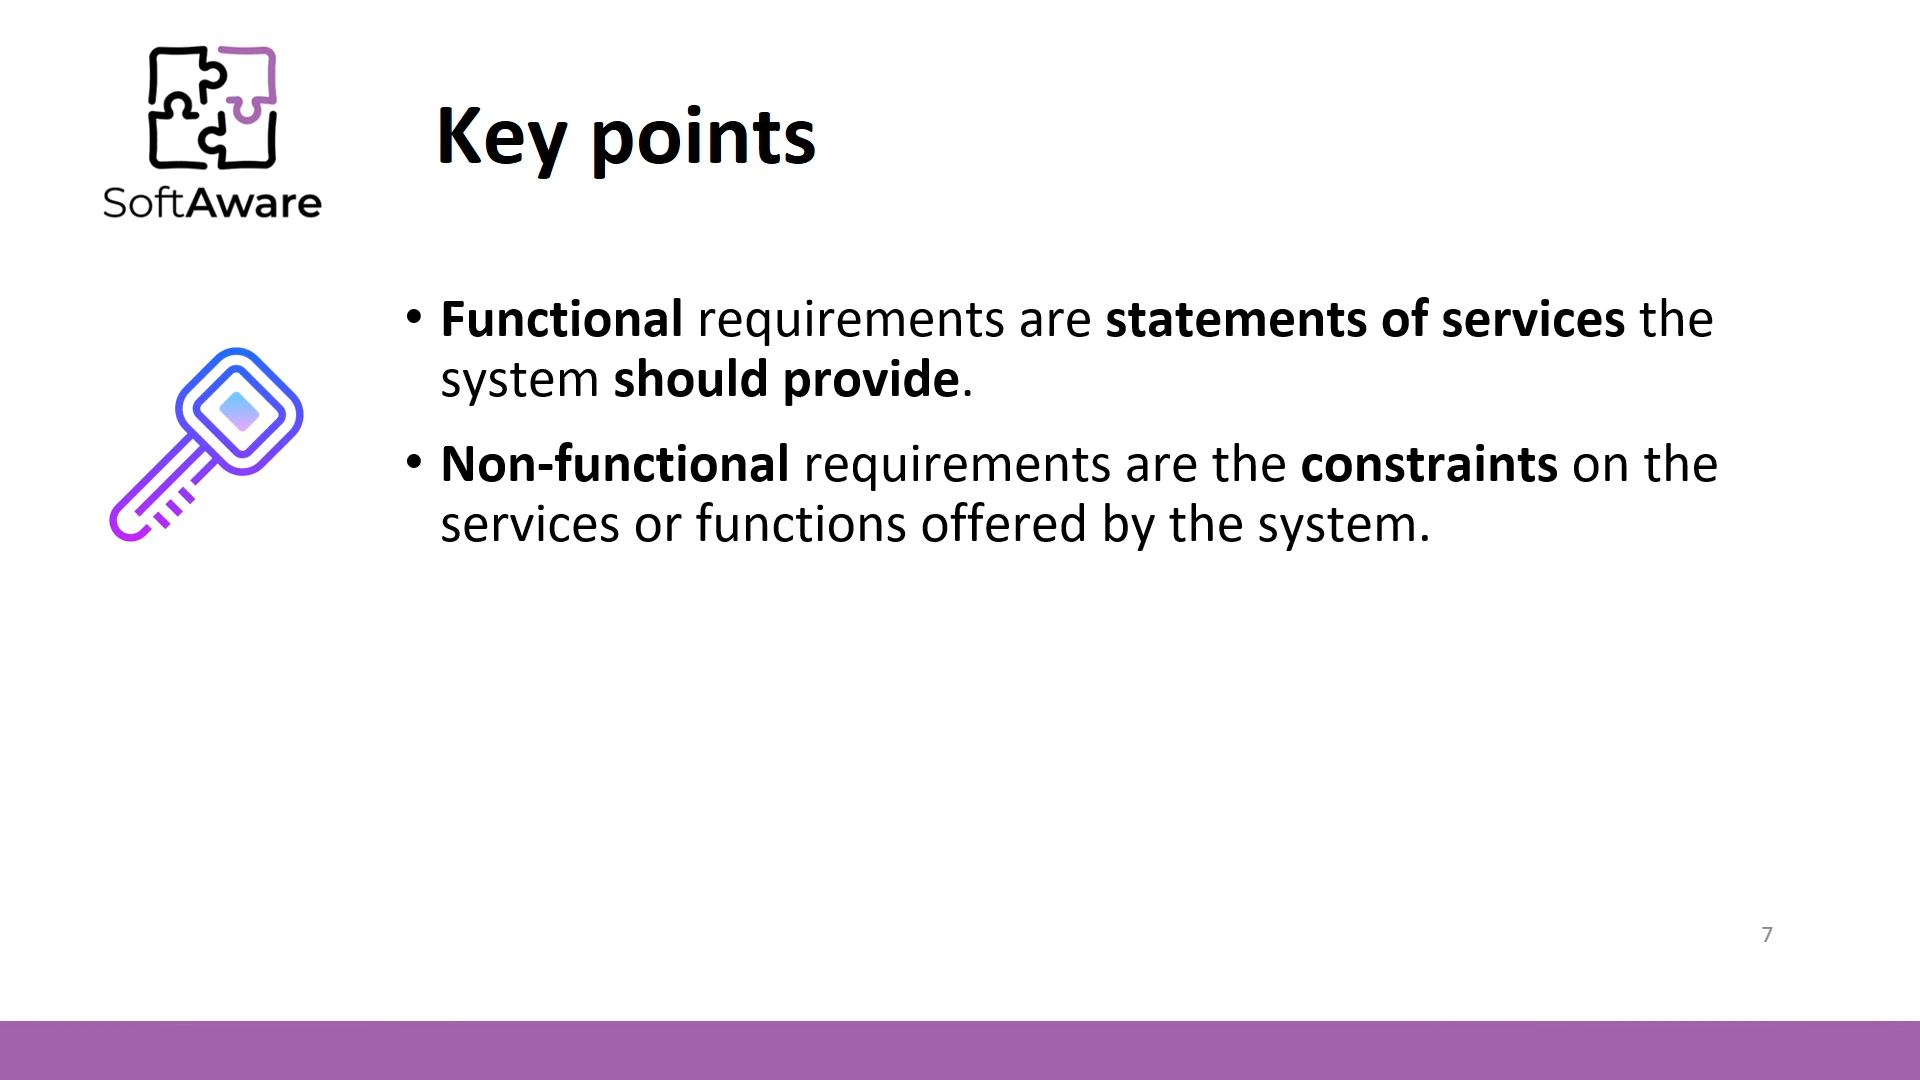 SoftAware
Key points
• Functional requirements are statements of services the
system should provide.
• Non-functional requirements are the constraints on the
services or functions offered by the system.
7